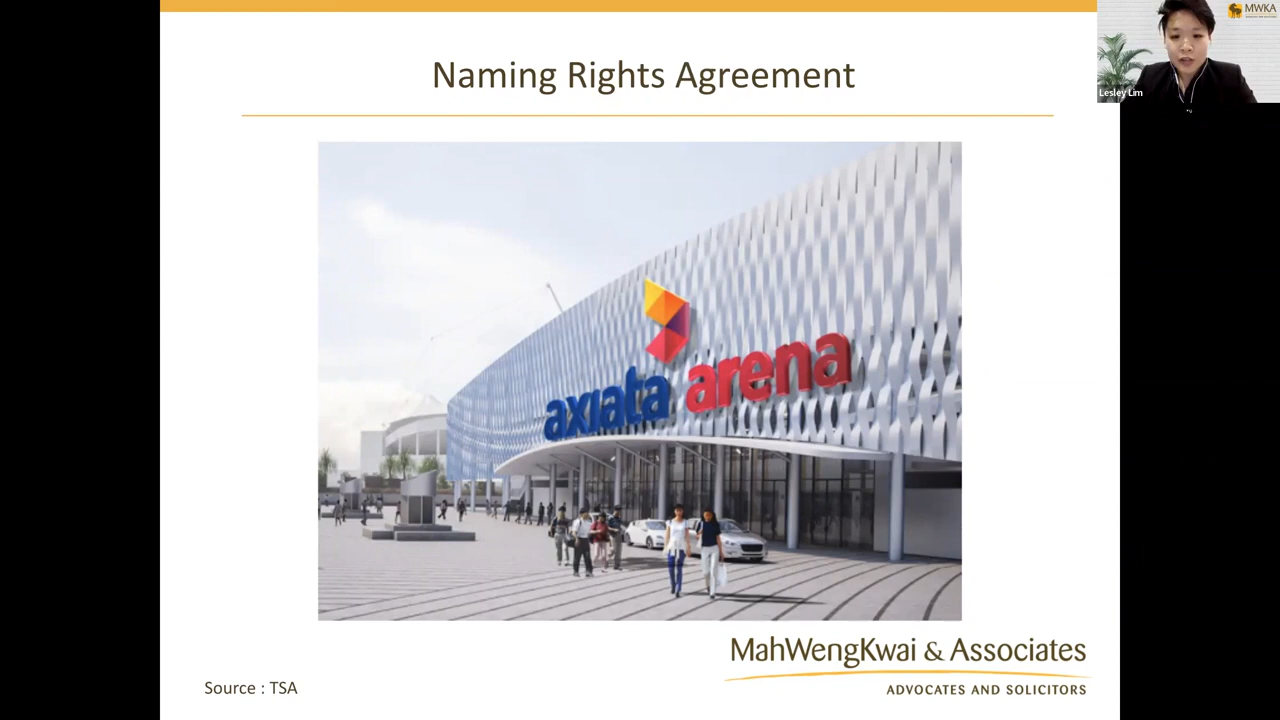 Naming Rights Agreement
MWKA
Lesley Lim
axiata arena
MahWengKwai & Associates
ADVOCATES AND SOLICITORS
Source : TSA